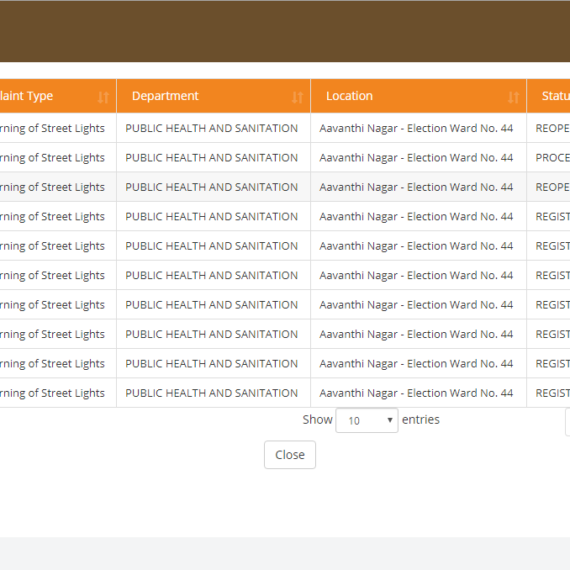 laint Type Department Location Statu
rning of Street Lights PUBLIC HEALTH AND SANITATION Aavanthi Nagar - Election Ward No. 44 REOPE
rning of Street Lights PUBLIC HEALTH AND SANITATION Aavanthi Nagar - Election Ward No. 44 PROCE
rning of Street Lights PUBLIC HEALTH AND SANITATION Aavanthi Nagar - Election Ward No. 44 REOPE
rning of Street Lights PUBLIC HEALTH AND SANITATION Aavanthi Nagar - Election Ward No. 44 REGIST
rning of Street Lights PUBLIC HEALTH AND SANITATION Aavanthi Nagar - Election Ward No. 44 REGIST
rning of Street Lights PUBLIC HEALTH AND SANITATION Aavanthi Nagar - Election Ward No. 44 REGIST
rning of Street Lights PUBLIC HEALTH AND SANITATION Aavanthi Nagar - Election Ward No. 44 REGIST
rning of Street Lights PUBLIC HEALTH AND SANITATION Aavanthi Nagar - Election Ward No. 44 REGIST
rning of Street Lights PUBLIC HEALTH AND SANITATION Aavanthi Nagar - Election Ward No. 44 REGIST
rning of Street Lights PUBLIC HEALTH AND SANITATION Aavanthi Nagar - Election Ward No. 44 REGIST
Show 10 entries
Close